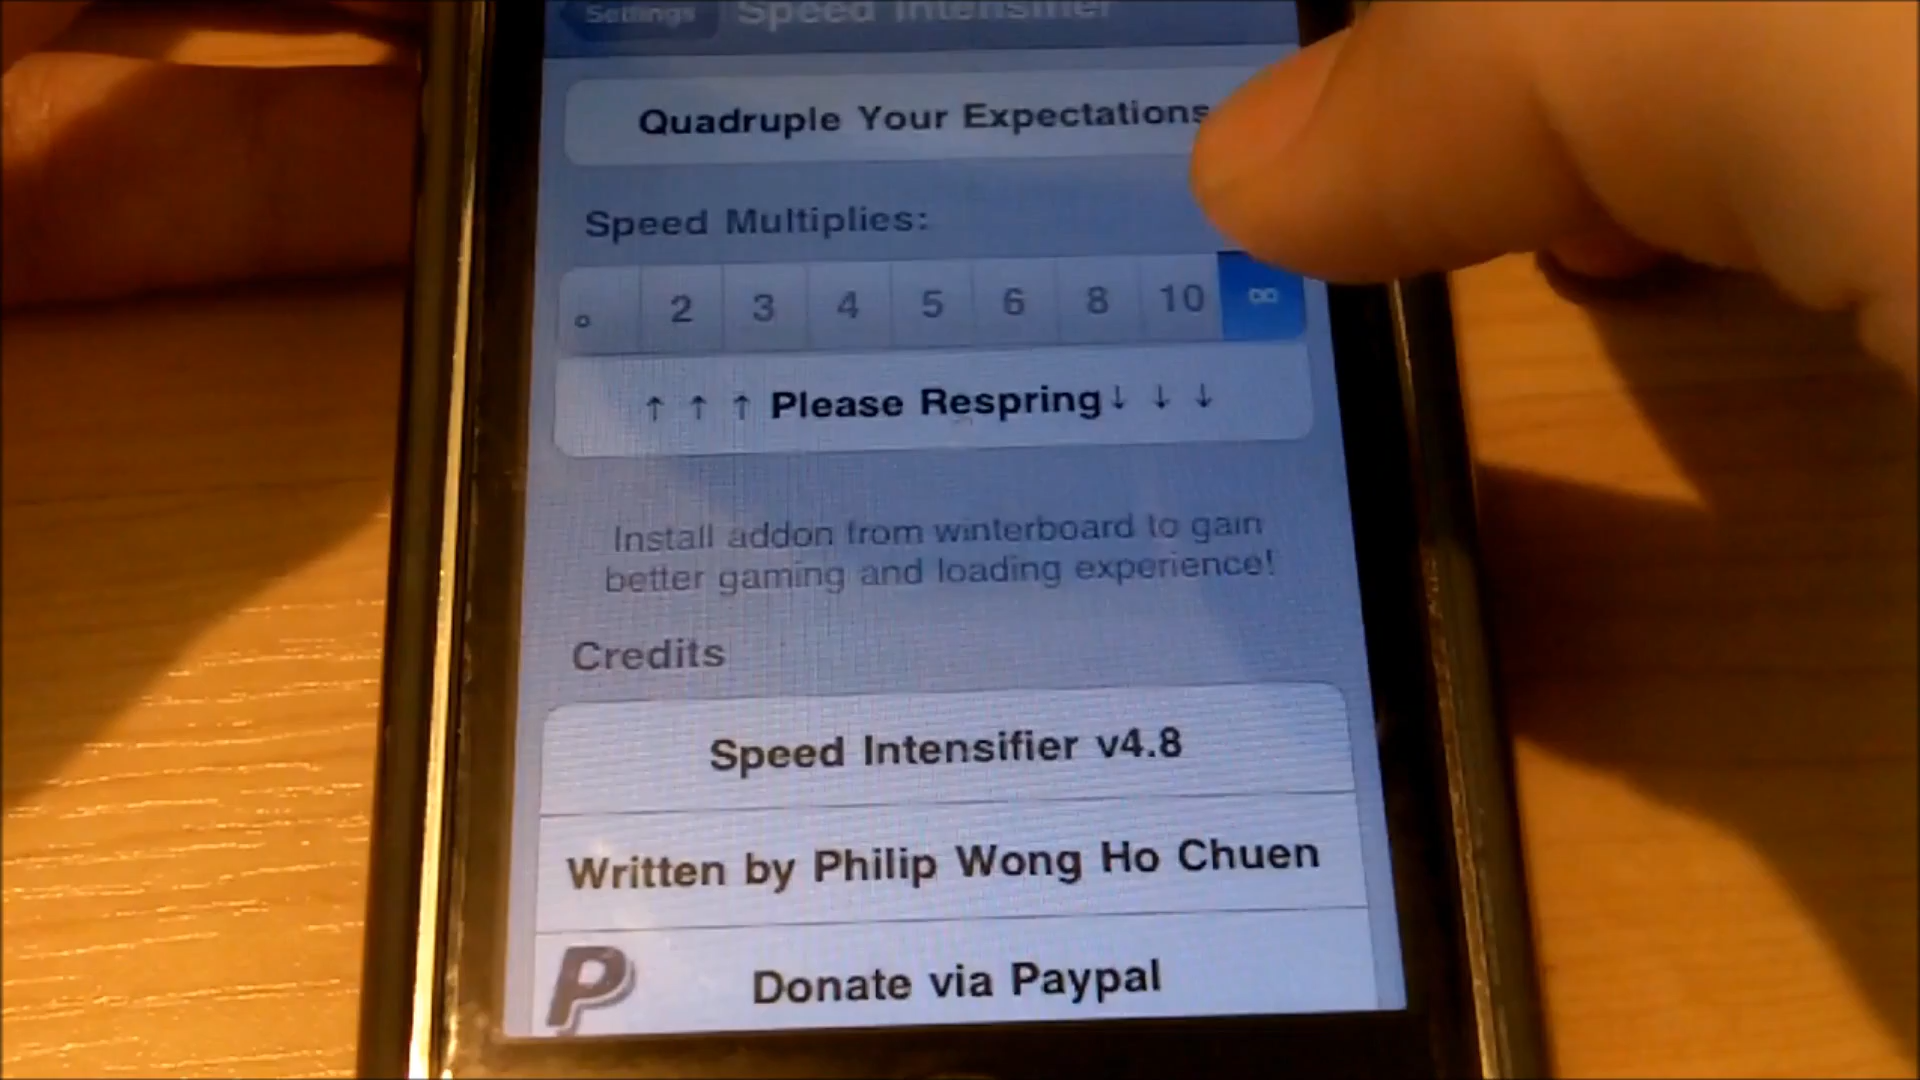 Settings
Speed Intensifier
Quadruple Your Expectations
Speed Multiplies:
° 2 3 4 5 6 8 10 ∞
↑ ↑ ↑ Please Respring↓ ↓ ↓
Install addon from winterboard to gain
better gaming and loading experience!
Credits
Speed Intensifier v4.8
Written by Philip Wong Ho Chuen
P
Donate via Paypal